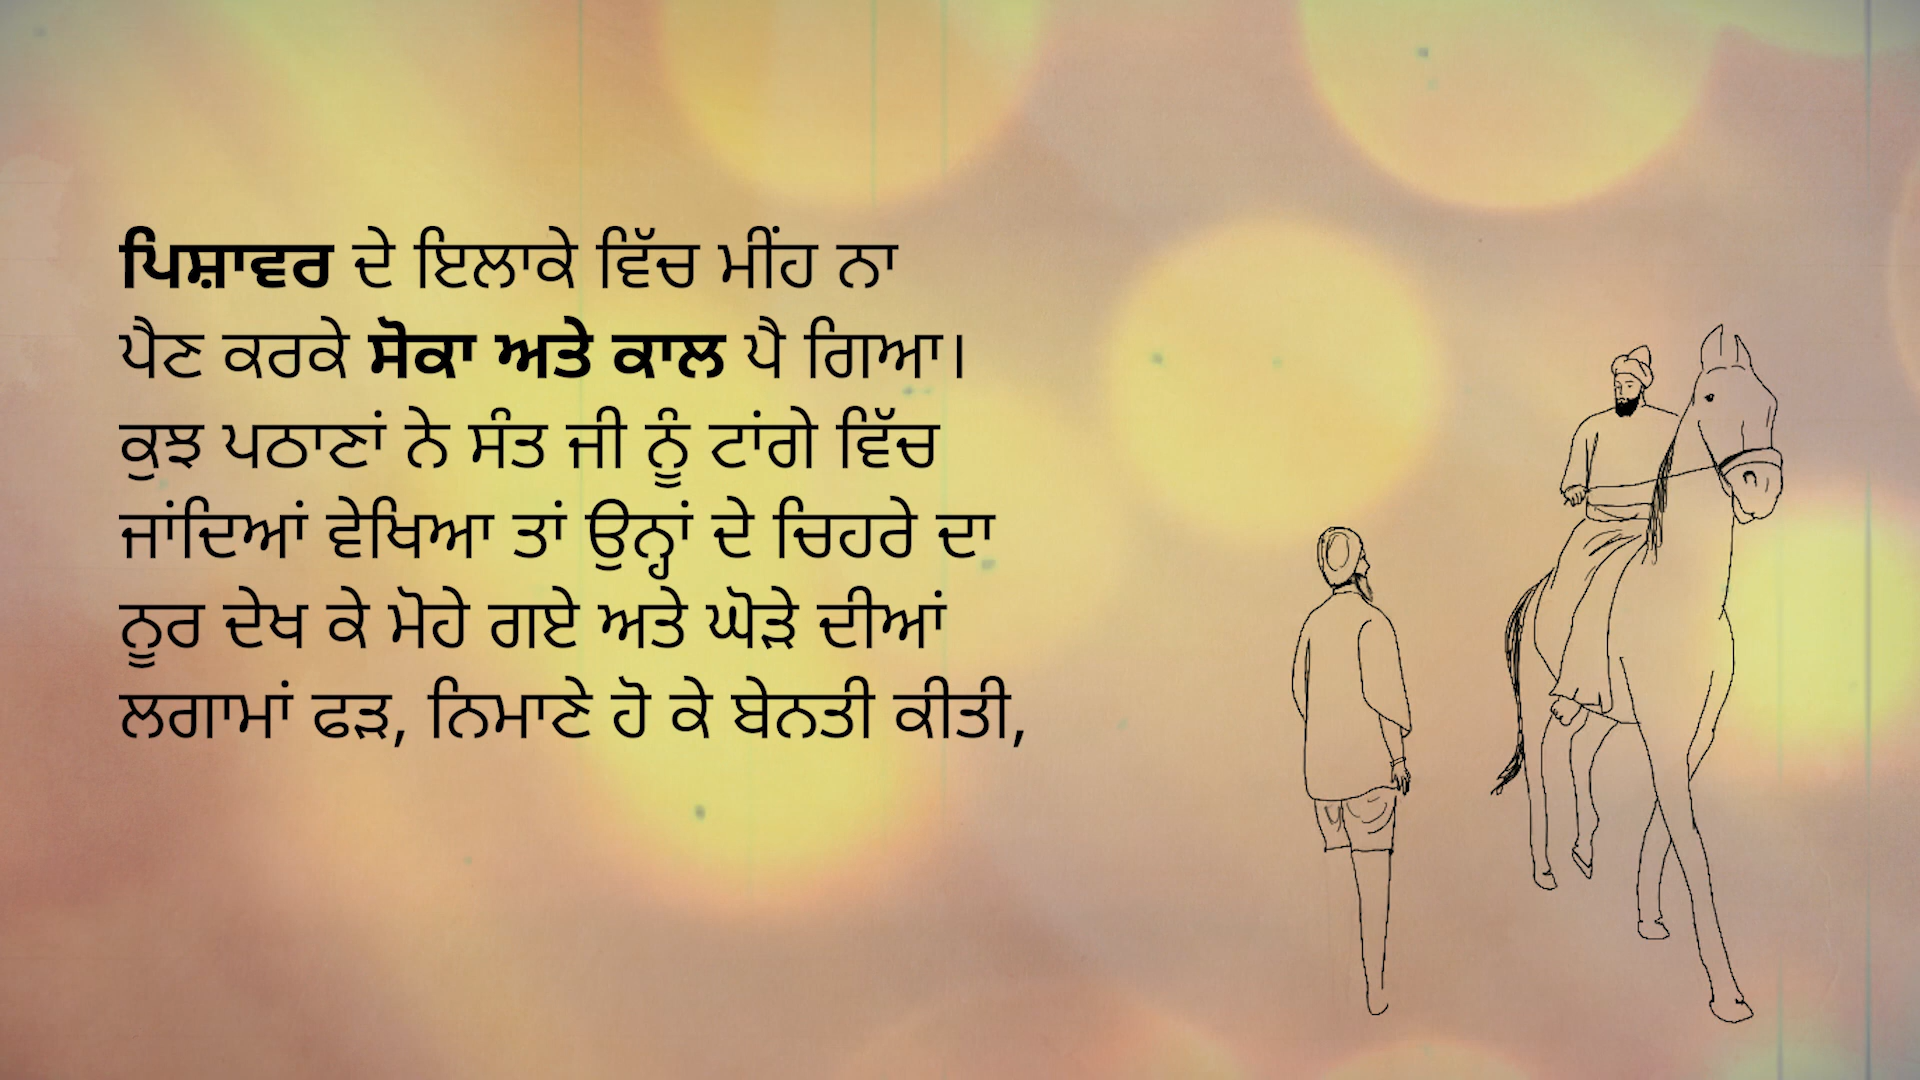 ਪਿਸ਼ਾਵਰ ਦੇ ਇਲਾਕੇ ਵਿੱਚ ਮੀਂਹ ਨਾ
ਪੈਣ ਕਰਕੇ ਸੋਕਾ ਅਤੇ ਕਾਲ ਪੈ ਗਿਆ।
ਕੁਝ ਪਠਾਣਾਂ ਨੇ ਸੰਤ ਜੀ ਨੂੰ ਟਾਂਗੇ ਵਿੱਚ
ਜਾਂਦਿਆਂ ਵੇਖਿਆ ਤਾਂ ਉਨ੍ਹਾਂ ਦੇ ਚਿਹਰੇ ਦਾ
ਨੂਰ ਦੇਖ ਕੇ ਮੋਹੇ ਗਏ ਅਤੇ ਘੋੜੇ ਦੀਆਂ
ਲਗਾਮਾਂ ਫੜ, ਨਿਮਾਣੇ ਹੋ ਕੇ ਬੇਨਤੀ ਕੀਤੀ,